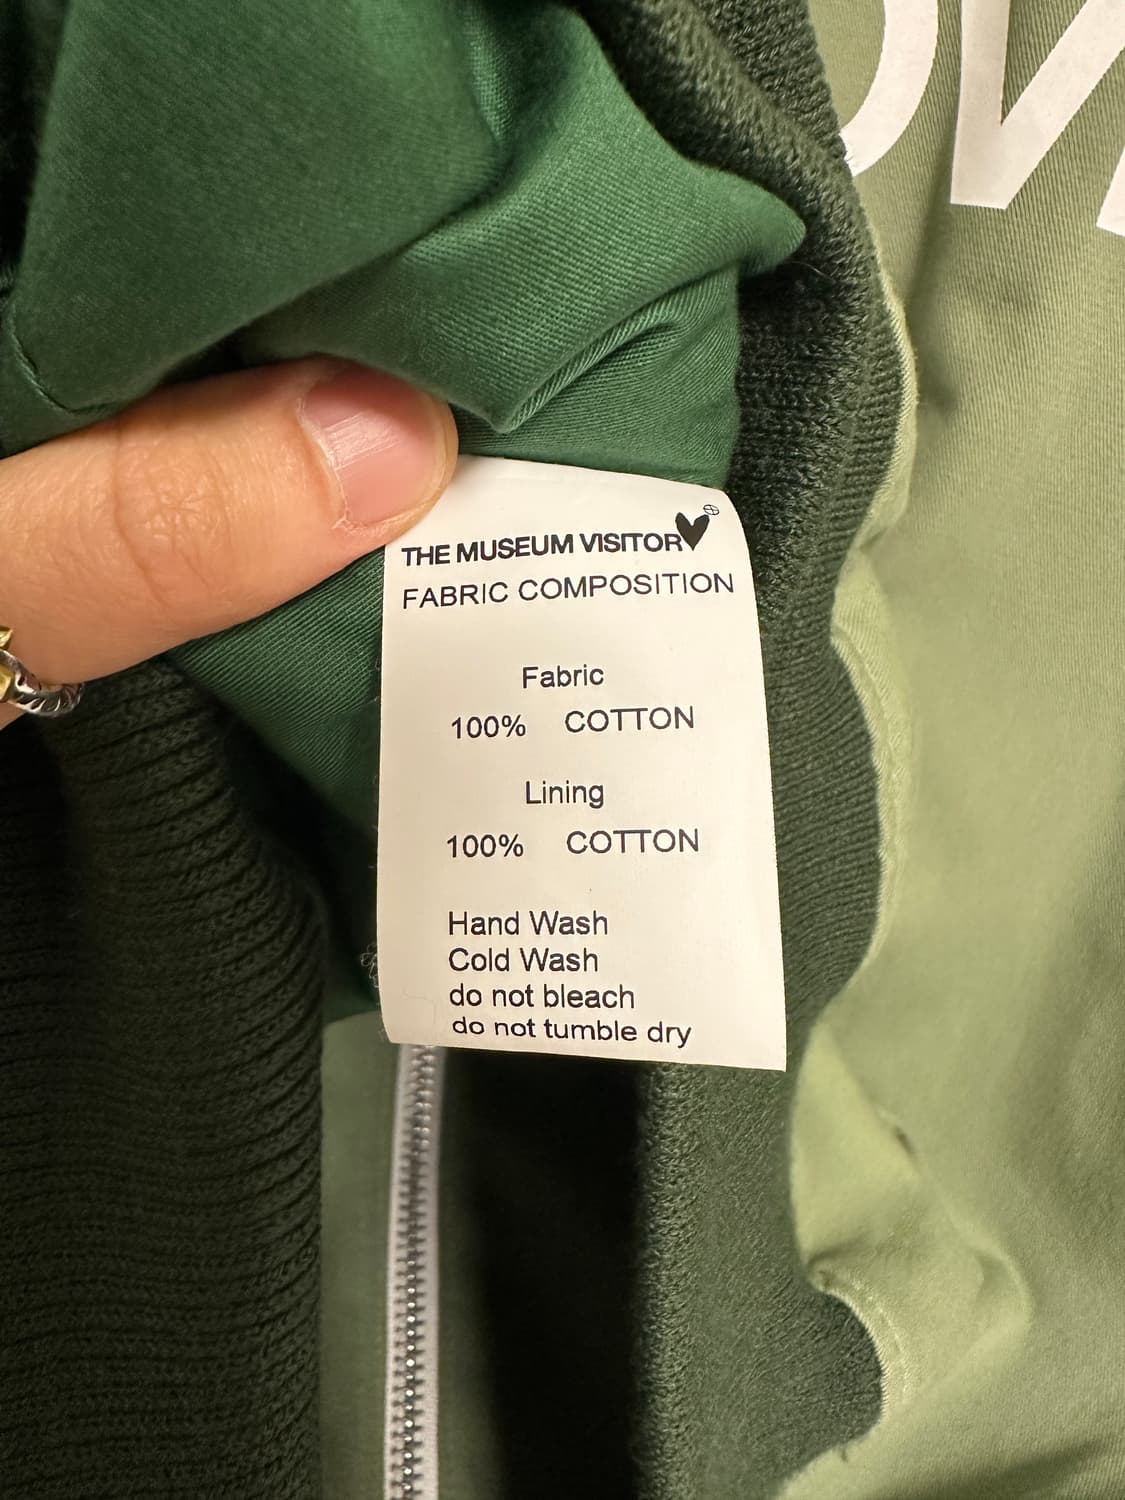 THE MUSEUM VISITOR
FABRIC COMPOSITION
Fabric
100% COTTON
Lining
100% COTTON
Hand Wash
Cold Wash
do not bleach
do not tumble dry